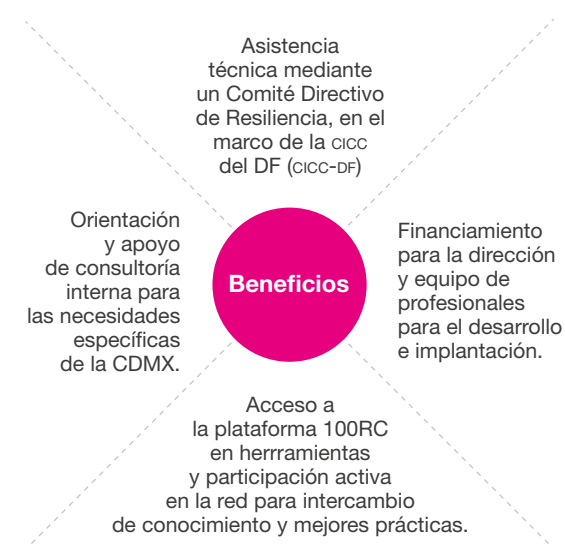 Asistencia
técnica mediante
un Comité Directivo
de Resiliencia, en el
marco de la CICC
del DF (CICC-DF)
Orientación
y apoyo
de consultoría
interna para
las necesidades
específicas
de la CDMX.
Beneficios
Financiamiento
para la dirección
y equipo de
profesionales
para el desarrollo
e implantación.
Acceso a
la plataforma 100RC
en herrramientas
y participación activa
en la red para intercambio
de conocimiento y mejores prácticas.